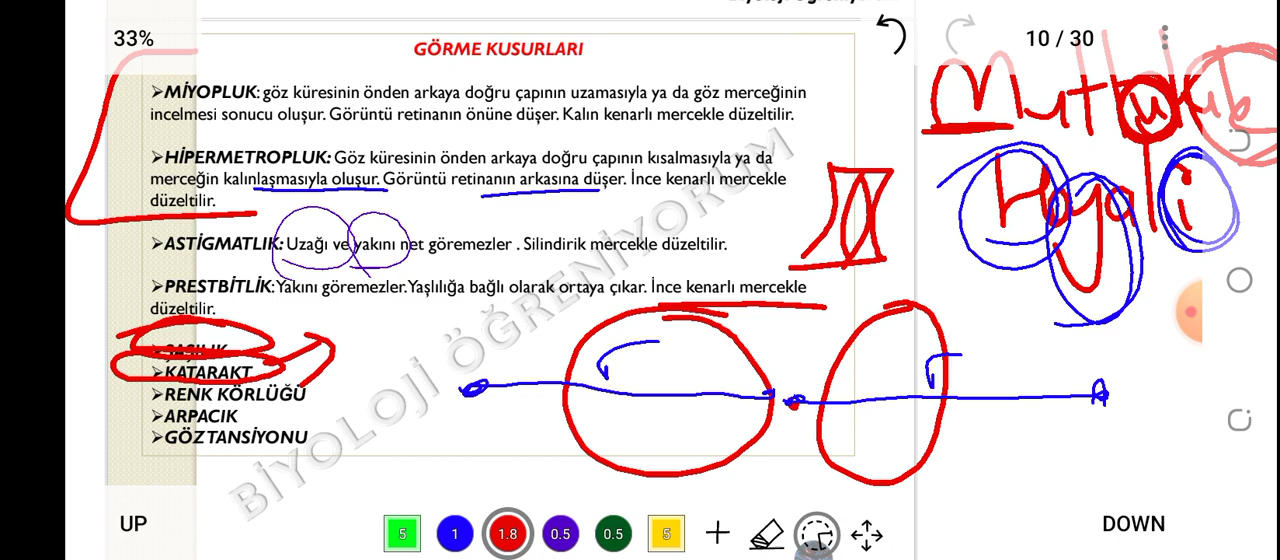 33%
10 / 30
GÖRME KUSURLARI
➢MİYOPLUK: göz küresinin önden arkaya doğru çapının uzamasıyla ya da göz merceğinin
incelmesi sonucu oluşur. Görüntü retinanın önüne düşer. Kalın kenarlı mercekle düzeltilir.
➢HİPERMETROPLUK: Göz küresinin önden arkaya doğru çapının kısalmasıyla ya da
merceğin kalınlaşmasıyla oluşur. Görüntü retinanın arkasına düşer. İnce kenarlı mercekle
düzeltilir.
➢ASTİGMATLIK: Uzağı ve yakını net göremezler . Silindirik mercekle düzeltilir.
➢PRESTBİTLİK: Yakını göremezler. Yaşlılığa bağlı olarak ortaya çıkar. İnce kenarlı mercekle
düzeltilir.
➢ŞAŞILIK
➢KATARAKT
➢RENK KÖRLÜĞÜ
➢ARPACIK
➢GÖZ TANSİYONU
BİYOLOJİ ÖĞRENİYORUM
UP
5
1
1.8
0.5
0.5
5
DOWN